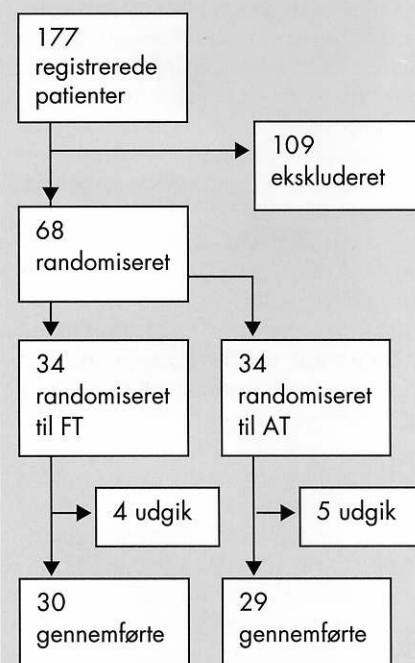 177
registrerede
patienter
109
ekskluderet
68
randomiseret
34
randomiseret
til FT
34
randomiseret
til AT
4 udgik
5 udgik
30
gennemførte
29
gennemførte